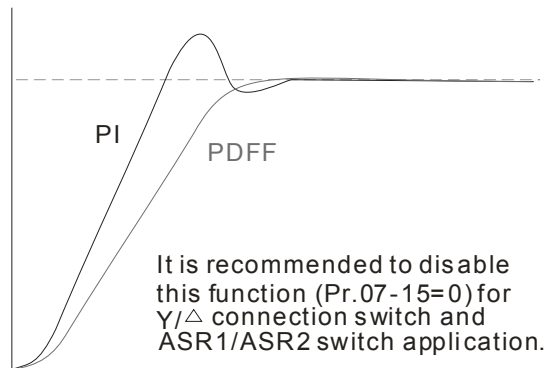 PI
PDFF
It is recommended to disable
this function (Pr.07-15=0) for
Y/△ connection switch and
ASR1/ASR2 switch application.